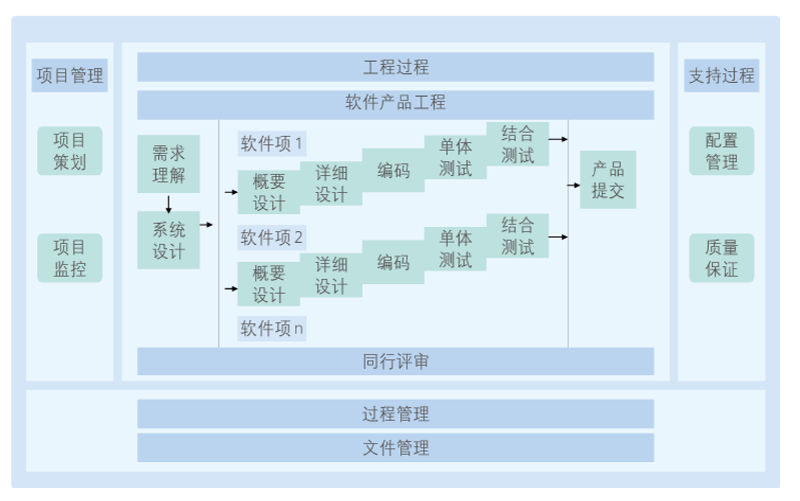 项目管理
项目
策划
项目
监控
工程过程
软件产品工程
需求
理解
系统
设计
软件项1
概要
设计
详细
设计
编码
单体
测试
结合
测试
软件项2
概要
设计
详细
设计
编码
单体
测试
结合
测试
软件项n
产品
提交
同行评审
支持过程
配置
管理
质量
保证
过程管理
文件管理